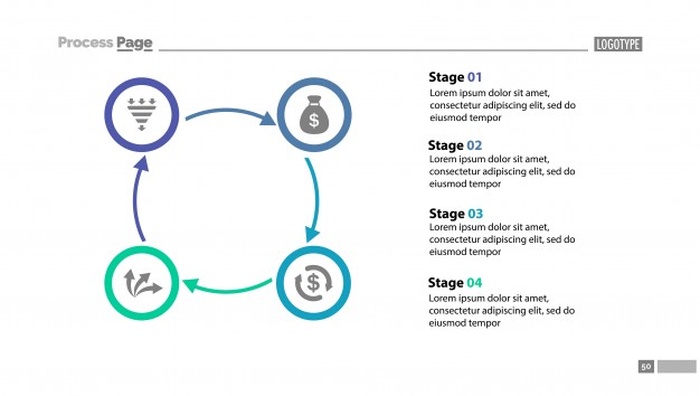 Process Page
LOGOTYPE
Stage 01
Lorem ipsum dolor sit amet,
consectetur adipiscing elit, sed do
eiusmod tempor
Stage 02
Lorem ipsum dolor sit amet,
consectetur adipiscing elit, sed do
eiusmod tempor
Stage 03
Lorem ipsum dolor sit amet,
consectetur adipiscing elit, sed do
eiusmod tempor
Stage 04
Lorem ipsum dolor sit amet,
consectetur adipiscing elit, sed do
eiusmod tempor
$
$
50